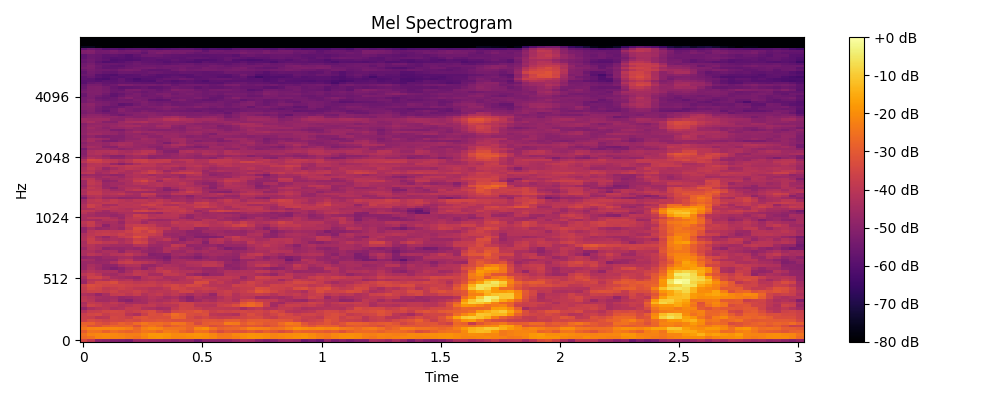 Mel Spectrogram
+0 dB
-10 dB
-20 dB
-30 dB
-40 dB
-50 dB
-60 dB
-70 dB
-80 dB
Hz
4096
2048
1024
512
0
0 0.5 1 1.5 2 2.5 3
Time